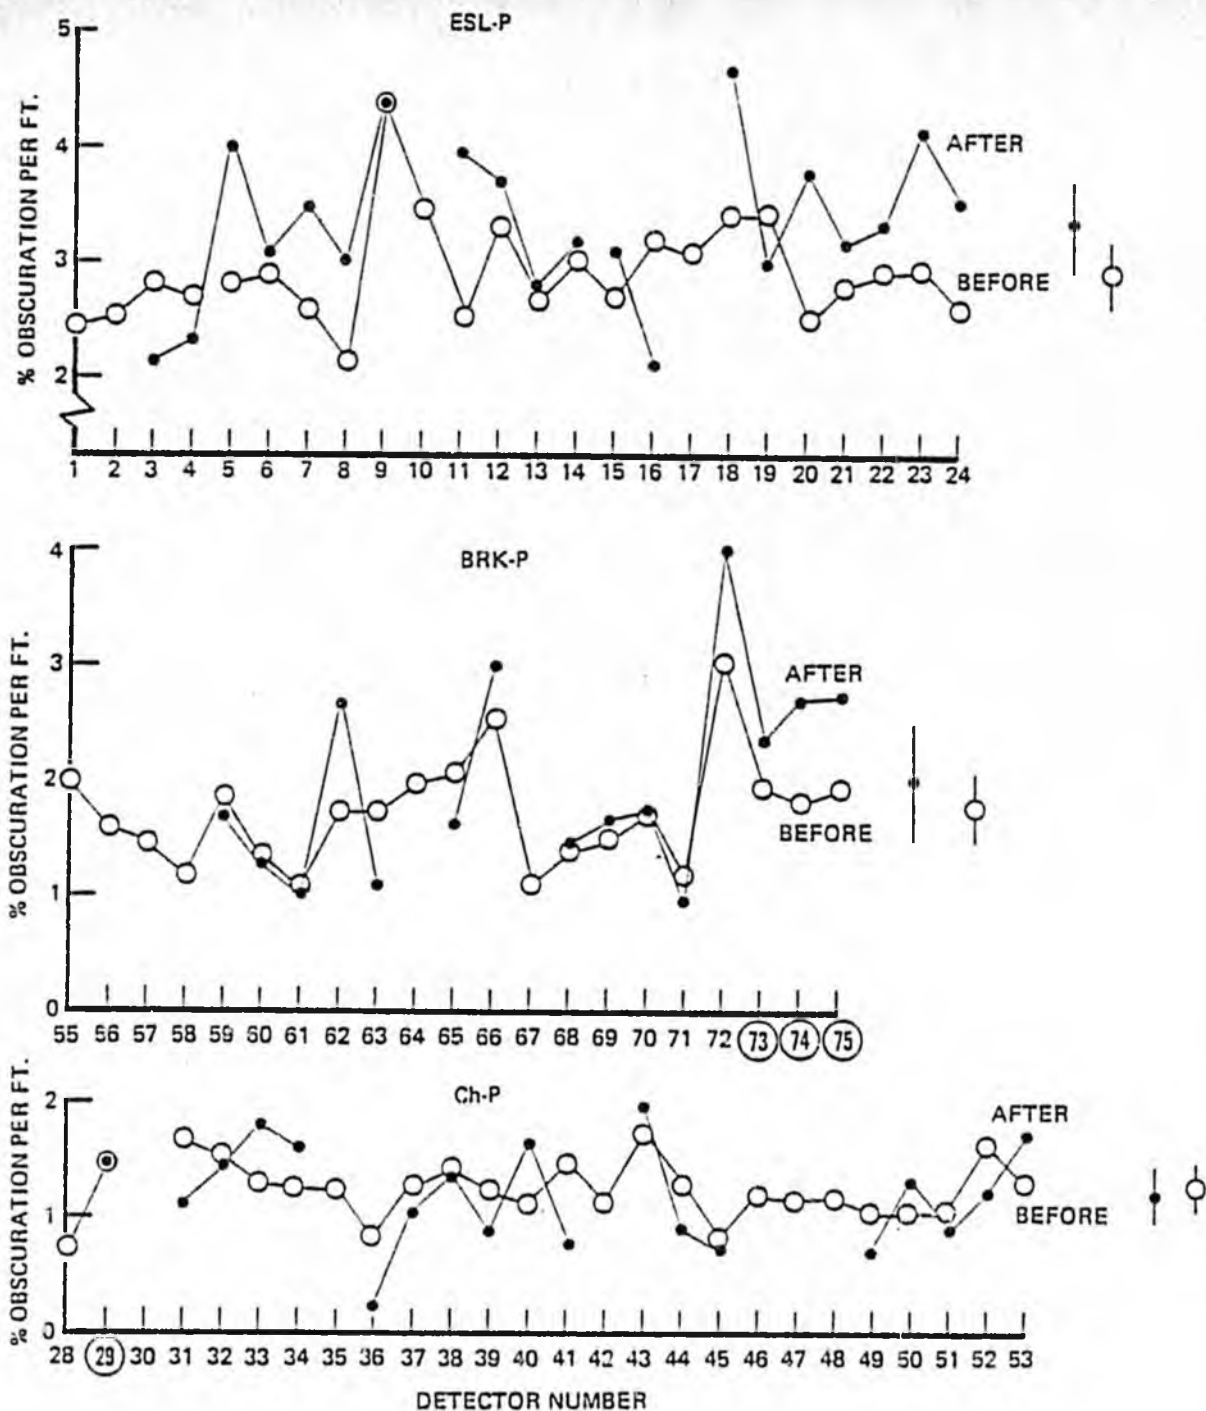 ESL-P
% OBSCURATION PER FT.
5
4
3
2
AFTER
BEFORE
1 2 3 4 5 6 7 8 9 10 11 12 13 14 15 16 17 18 19 20 21 22 23 24
BRK-P
% OBSCURATION PER FT.
4
3
2
1
0
AFTER
BEFORE
55 56 57 58 59 60 61 62 63 64 65 66 67 68 69 70 71 72 73 74 75
Ch-P
% OBSCURATION PER FT.
2
1
0
AFTER
BEFORE
28 29 30 31 32 33 34 35 36 37 38 39 40 41 42 43 44 45 46 47 48 49 50 51 52 53
DETECTOR NUMBER